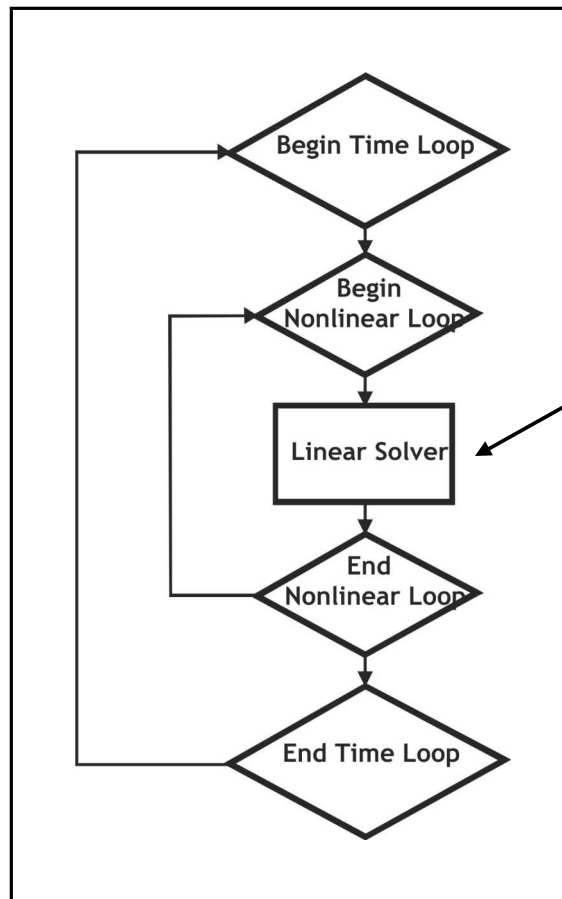 Begin Time Loop
Begin
Nonlinear Loop
Linear Solver
End
Nonlinear Loop
End Time Loop